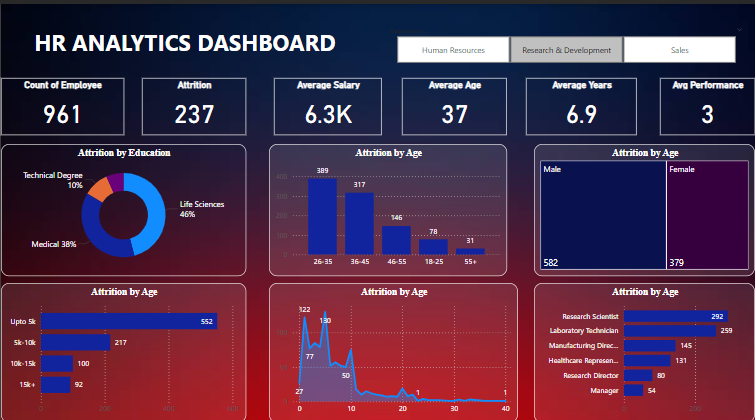 HR ANALYTICS DASHBOARD
Human Resources
Research & Development
Sales
Count of Employee
961
Attrition
237
Average Salary
6.3K
Average Age
37
Average Years
6.9
Avg Performance
3
Attrition by Education
Technical Degree
10%
Life Sciences
46%
Medical 38%
Attrition by Age
389
317
146
78
31
26-35
36-45
46-55
18-25
55+
Attrition by Age
Male
Female
582
379
Attrition by Age
Upto 5k
552
5k-10k
217
10k-15k
100
15k+
92
Attrition by Age
122
130
77
50
27
1
1
0
10
20
30
40
Attrition by Age
Research Scientist
292
Laboratory Technician
259
Manufacturing Direc...
145
Healthcare Represen...
131
Research Director
80
Manager
54